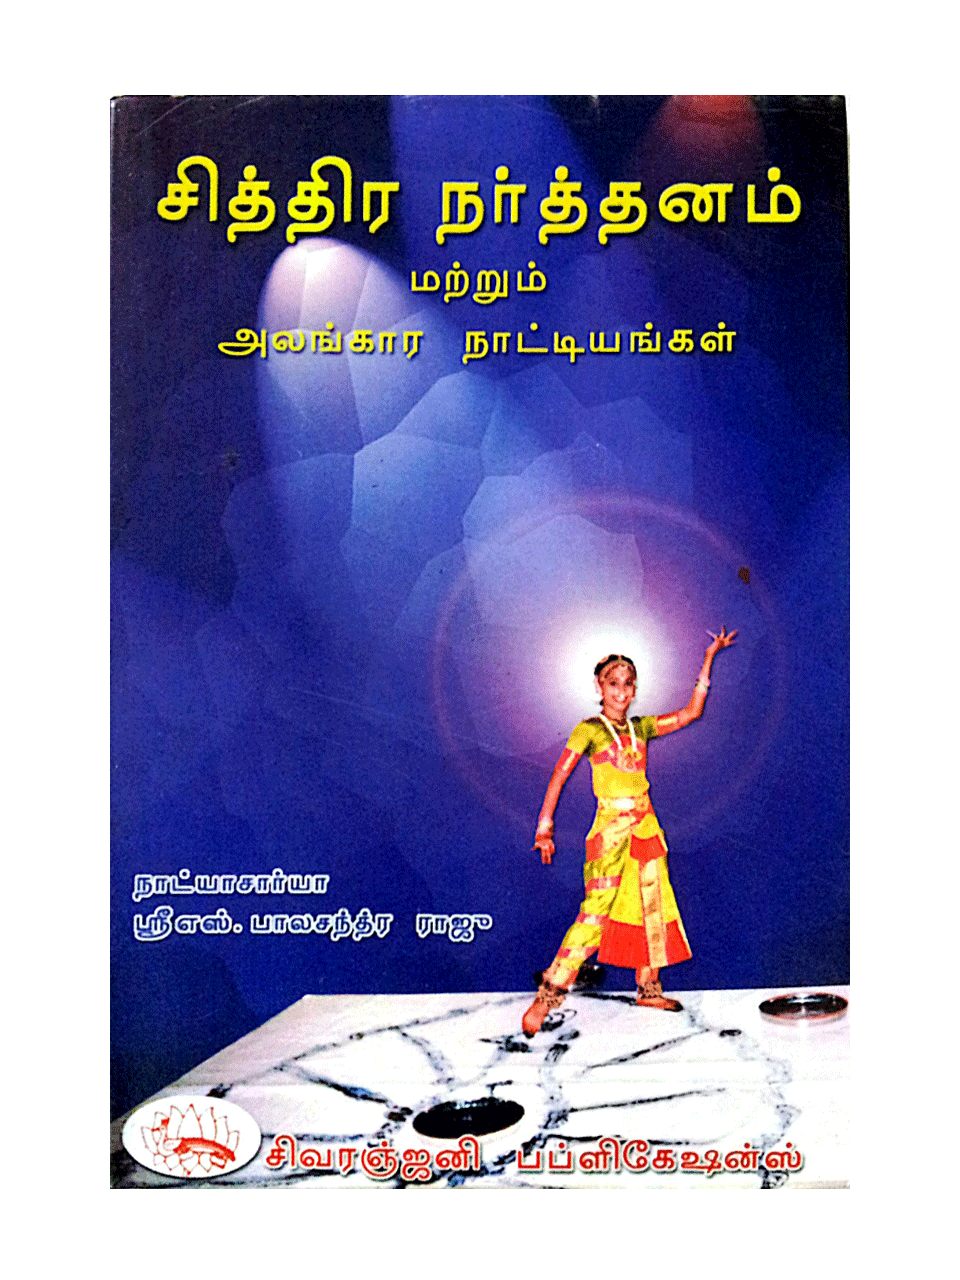 சித்திர நர்த்தனம்
மற்றும்
அலங்கார நாட்டியங்கள்
நாட்யாசார்யா
ஸ்ரீஎஸ். பாலசந்த்ர ராஜு
சிவரஞ்ஜனி பப்ளிகேஷன்ஸ்